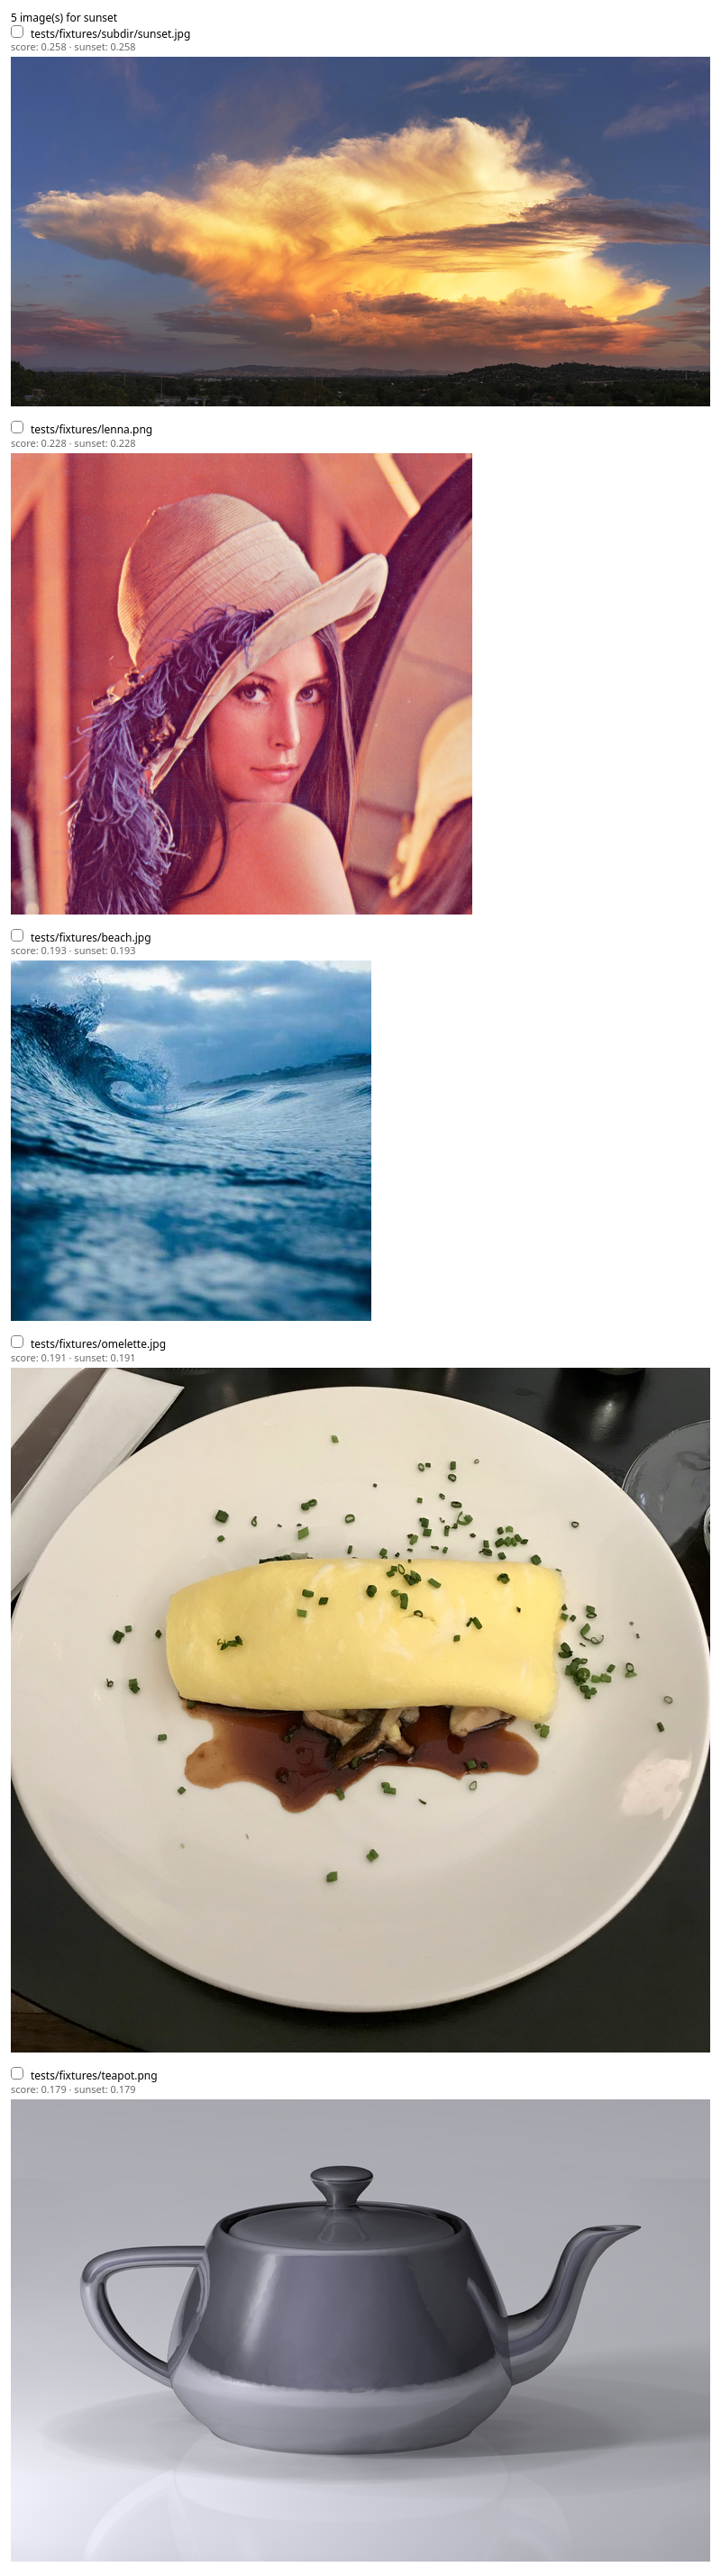 5 image(s) for sunset
tests/fixtures/subdir/sunset.jpg
score: 0.258 · sunset: 0.258
tests/fixtures/lenna.png
score: 0.228 · sunset: 0.228
tests/fixtures/beach.jpg
score: 0.193 · sunset: 0.193
tests/fixtures/omelette.jpg
score: 0.191 · sunset: 0.191
tests/fixtures/teapot.png
score: 0.179 · sunset: 0.179